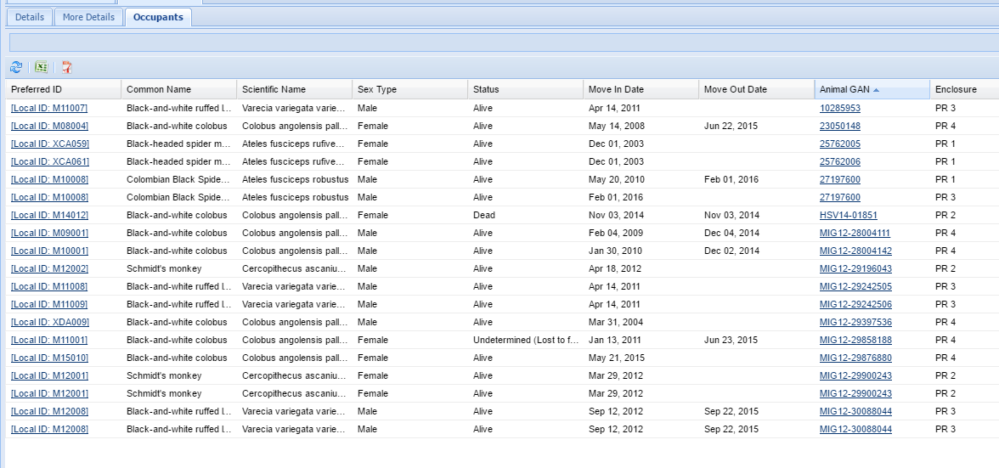 Details More Details Occupants
Preferred ID Common Name Scientific Name Sex Type Status Move In Date Move Out Date Animal GAN Enclosure
[Local ID: M11007] Black-and-white ruffed l... Varecia variegata varie... Male Alive Apr 14, 2011 10285953 PR 3
[Local ID: M08004] Black-and-white colobus Colobus angolensis pall... Female Alive May 14, 2008 Jun 22, 2015 23050148 PR 4
[Local ID: XCA059] Black-headed spider m... Ateles fusciceps rufive... Female Alive Dec 01, 2003 25762005 PR 1
[Local ID: XCA061] Black-headed spider m... Ateles fusciceps rufive... Female Alive Dec 01, 2003 25762006 PR 1
[Local ID: M10008] Colombian Black Spide... Ateles fusciceps robustus Male Alive May 20, 2010 Feb 01, 2016 27197600 PR 1
[Local ID: M10008] Colombian Black Spide... Ateles fusciceps robustus Male Alive Feb 01, 2016 27197600 PR 3
[Local ID: M14012] Black-and-white colobus Colobus angolensis pall... Female Dead Nov 03, 2014 Nov 03, 2014 HSV14-01851 PR 2
[Local ID: M09001] Black-and-white colobus Colobus angolensis pall... Male Alive Feb 04, 2009 Dec 04, 2014 MIG12-28004111 PR 4
[Local ID: M10001] Black-and-white colobus Colobus angolensis pall... Male Alive Jan 30, 2010 Dec 02, 2014 MIG12-28004142 PR 4
[Local ID: M12002] Schmidt's monkey Cercopithecus ascaniu... Male Alive Apr 18, 2012 MIG12-29196043 PR 2
[Local ID: M11008] Black-and-white ruffed l... Varecia variegata varie... Male Alive Apr 14, 2011 MIG12-29242505 PR 3
[Local ID: M11009] Black-and-white ruffed l... Varecia variegata varie... Male Alive Apr 14, 2011 MIG12-29242506 PR 3
[Local ID: XDA009] Black-and-white colobus Colobus angolensis pall... Male Alive Mar 31, 2004 MIG12-29397536 PR 4
[Local ID: M11001] Black-and-white colobus Colobus angolensis pall... Female Undetermined (Lost to f... Jan 13, 2011 Jun 23, 2015 MIG12-29858188 PR 4
[Local ID: M15010] Black-and-white colobus Colobus angolensis pall... Female Alive May 21, 2015 MIG12-29876880 PR 4
[Local ID: M12001] Schmidt's monkey Cercopithecus ascaniu... Female Alive Mar 29, 2012 MIG12-29900243 PR 2
[Local ID: M12001] Schmidt's monkey Cercopithecus ascaniu... Female Alive Mar 29, 2012 MIG12-29900243 PR 2
[Local ID: M12008] Black-and-white ruffed l... Varecia variegata varie... Male Alive Sep 12, 2012 Sep 22, 2015 MIG12-30088044 PR 3
[Local ID: M12008] Black-and-white ruffed l... Varecia variegata varie... Male Alive Sep 12, 2012 Sep 22, 2015 MIG12-30088044 PR 3